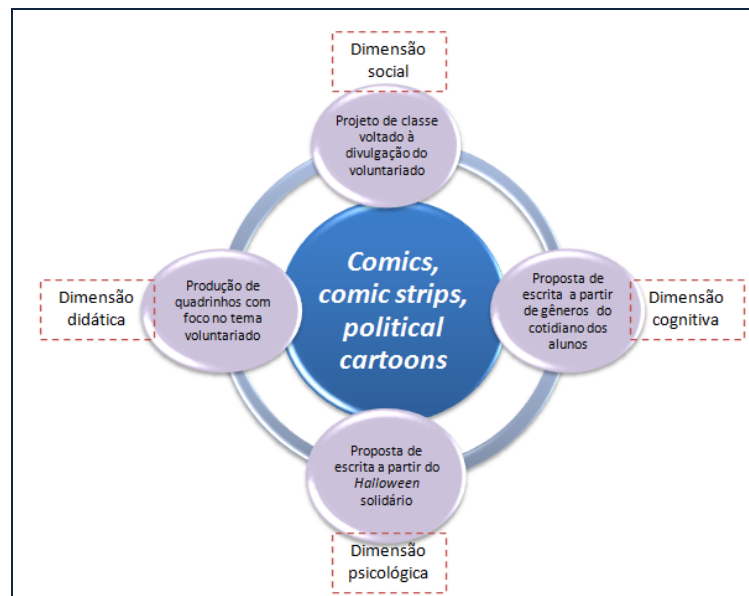 Dimensão
social
Projeto de classe
voltado à
divulgação do
voluntariado
Comics,
comic strips,
political
cartoons
Dimensão
didática
Produção de
quadrinhos com
foco no tema
voluntariado
Proposta de
escrita a partir
de gêneros do
cotidiano dos
alunos
Dimensão
cognitiva
Proposta de
escrita a partir do
Halloween
solidário
Dimensão
psicológica